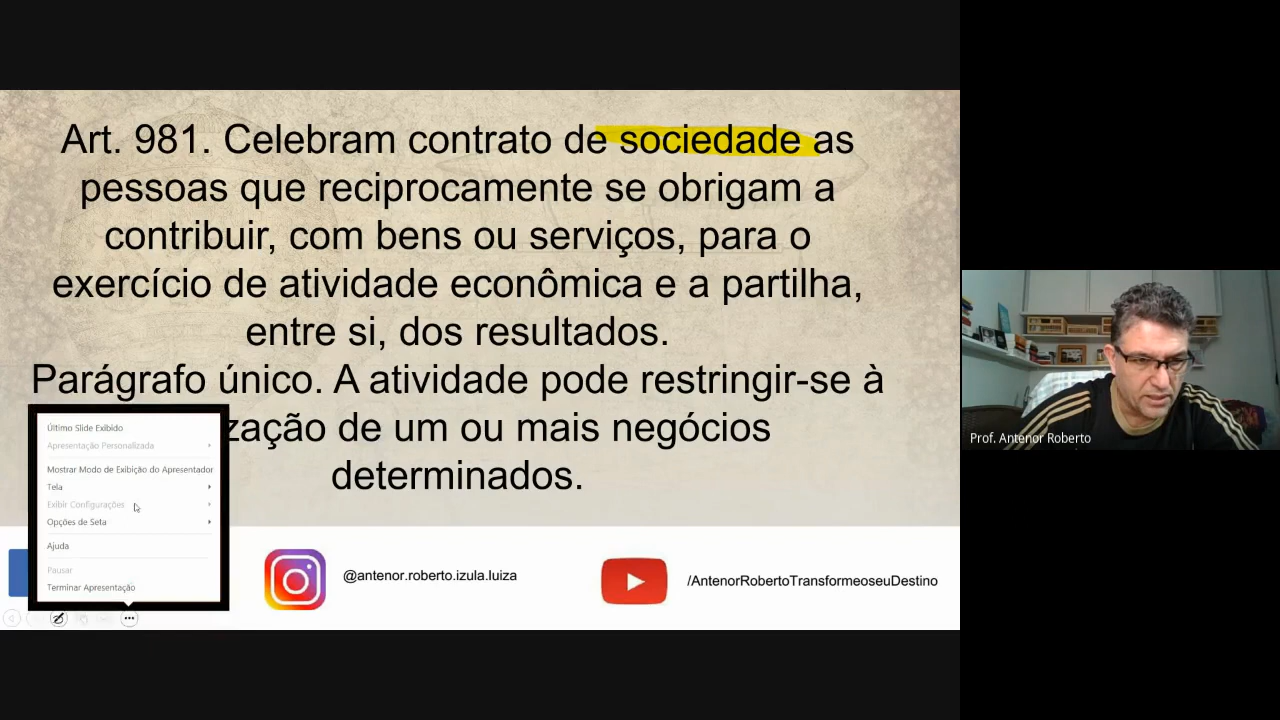 Art. 981. Celebram contrato de sociedade as
pessoas que reciprocamente se obrigam a
contribuir, com bens ou serviços, para o
exercício de atividade econômica e a partilha,
entre si, dos resultados.
Parágrafo único. A atividade pode restringir-se à
zação de um ou mais negócios
determinados.
Último Slide Exibido
Apresentação Personalizada
Mostrar Modo de Exibição do Apresentador
Tela
Exibir Configurações
Opções de Seta
Ajuda
Pausar
Terminar Apresentação
@antenor.roberto.izula.luiza
/AntenorRobertoTransformeoseuDestino
Prof. Antenor Roberto